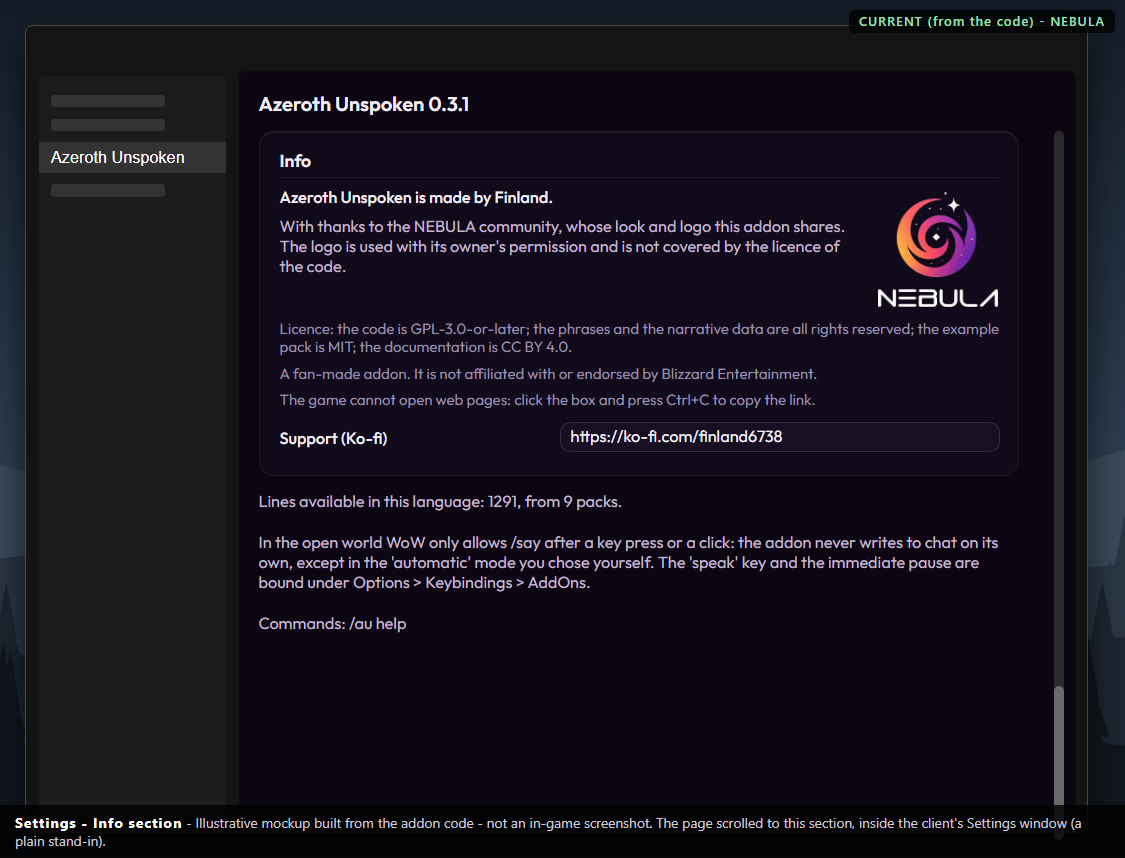 CURRENT (from the code) - NEBULA
Azeroth Unspoken
Azeroth Unspoken 0.3.1
Info
Azeroth Unspoken is made by Finland.
With thanks to the NEBULA community, whose look and logo this addon shares.
The logo is used with its owner's permission and is not covered by the licence of
the code.
NEBULA
Licence: the code is GPL-3.0-or-later; the phrases and the narrative data are all rights reserved; the example
pack is MIT; the documentation is CC BY 4.0.
A fan-made addon. It is not affiliated with or endorsed by Blizzard Entertainment.
The game cannot open web pages: click the box and press Ctrl+C to copy the link.
Support (Ko-fi)
https://ko-fi.com/finland6738
Lines available in this language: 1291, from 9 packs.
In the open world WoW only allows /say after a key press or a click: the addon never writes to chat on its
own, except in the 'automatic' mode you chose yourself. The 'speak' key and the immediate pause are
bound under Options > Keybindings > AddOns.
Commands: /au help
Settings - Info section - Illustrative mockup built from the addon code - not an in-game screenshot. The page scrolled to this section, inside the client's Settings window (a
plain stand-in).